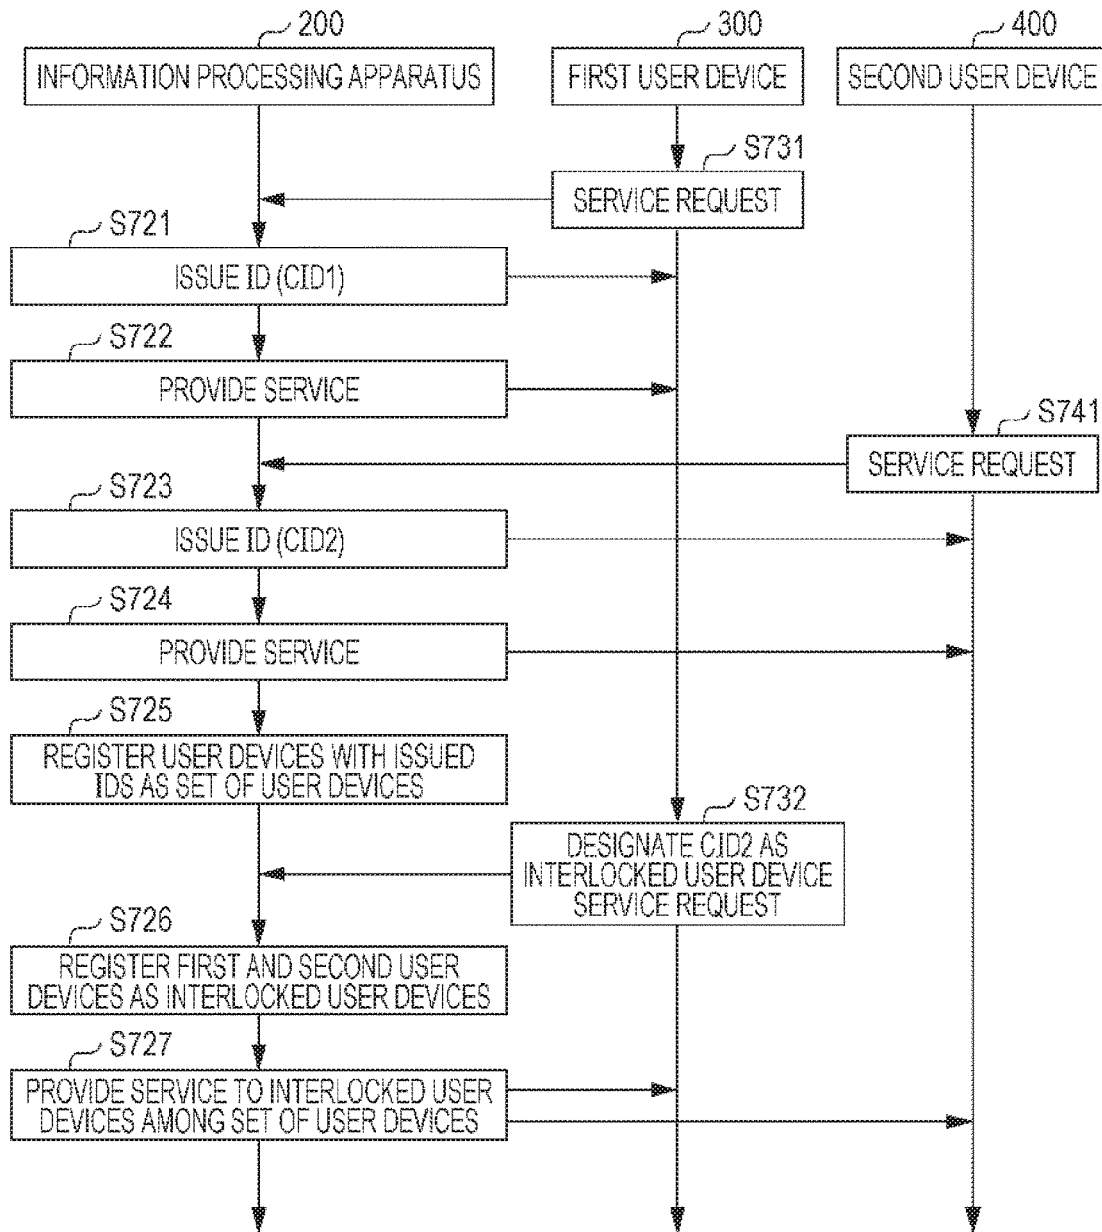 200
300
400
INFORMATION PROCESSING APPARATUS
FIRST USER DEVICE
SECOND USER DEVICE
S731
SERVICE REQUEST
S721
ISSUE ID (CID1)
S722
PROVIDE SERVICE
S741
SERVICE REQUEST
S723
ISSUE ID (CID2)
S724
PROVIDE SERVICE
S725
REGISTER USER DEVICES WITH ISSUED
IDS AS SET OF USER DEVICES
S732
DESIGNATE CID2 AS
INTERLOCKED USER DEVICE
SERVICE REQUEST
S726
REGISTER FIRST AND SECOND USER
DEVICES AS INTERLOCKED USER DEVICES
S727
PROVIDE SERVICE TO INTERLOCKED USER
DEVICES AMONG SET OF USER DEVICES